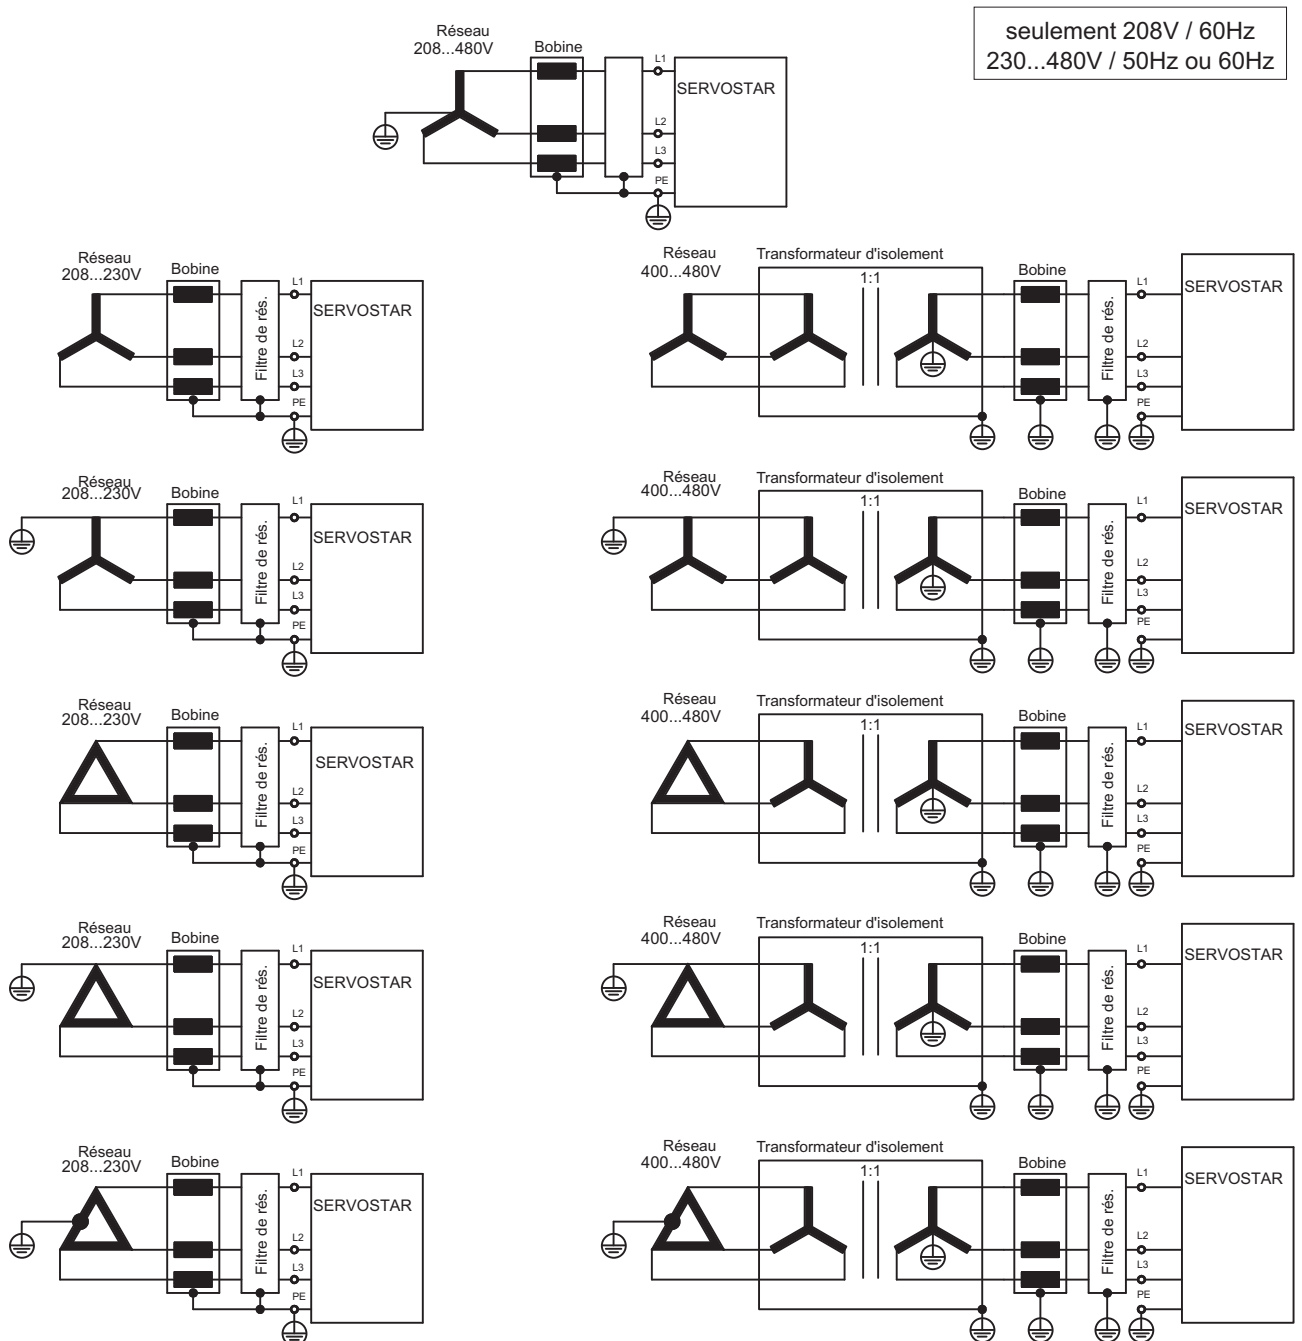 seulement 208V / 60Hz
230...480V / 50Hz ou 60Hz
Réseau
208...480V
Bobine
L1
SERVOSTAR
L2
L3
PE
Réseau
208...230V
Bobine
Filtre de rés.
L1
SERVOSTAR
L2
L3
PE
Réseau
400...480V
Transformateur d'isolement
1:1
Bobine
Filtre de rés.
L1
SERVOSTAR
L2
L3
PE
Réseau
208...230V
Bobine
Filtre de rés.
L1
SERVOSTAR
L2
L3
PE
Réseau
400...480V
Transformateur d'isolement
1:1
Bobine
Filtre de rés.
L1
SERVOSTAR
L2
L3
PE
Réseau
208...230V
Bobine
Filtre de rés.
L1
SERVOSTAR
L2
L3
PE
Réseau
400...480V
Transformateur d'isolement
1:1
Bobine
Filtre de rés.
L1
SERVOSTAR
L2
L3
PE
Réseau
208...230V
Bobine
Filtre de rés.
L1
SERVOSTAR
L2
L3
PE
Réseau
400...480V
Transformateur d'isolement
1:1
Bobine
Filtre de rés.
L1
SERVOSTAR
L2
L3
PE
Réseau
208...230V
Bobine
Filtre de rés.
L1
SERVOSTAR
L2
L3
PE
Réseau
400...480V
Transformateur d'isolement
1:1
Bobine
Filtre de rés.
L1
SERVOSTAR
L2
L3
PE